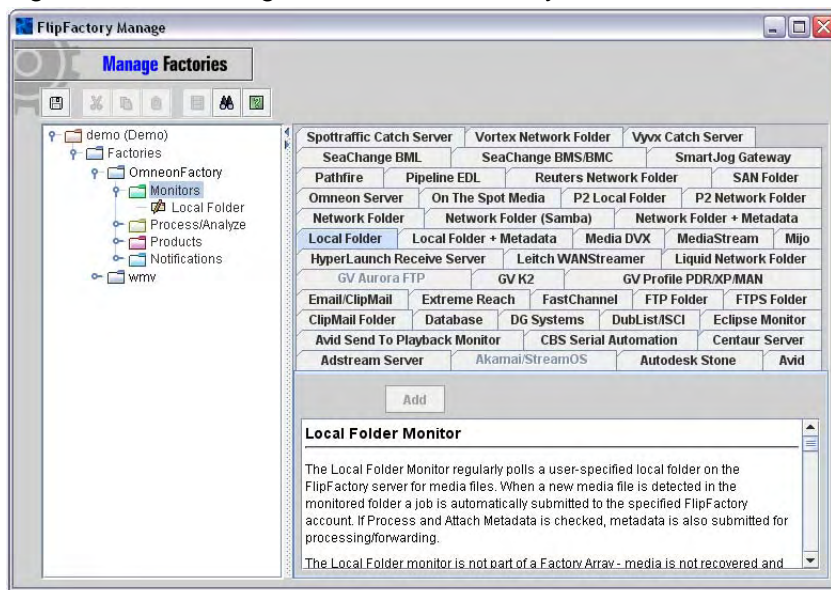 FlipFactory Manage
Manage Factories
demo (Demo)
Factories
OmneonFactory
Monitors
Local Folder
Process/Analyze
Products
Notifications
wmv
Spottraffic Catch Server Vortex Network Folder Vyvx Catch Server
SeaChange BML SeaChange BMS/BMC SmartJog Gateway
Pathfire Pipeline EDL Reuters Network Folder SAN Folder
Omneon Server On The Spot Media P2 Local Folder P2 Network Folder
Network Folder Network Folder (Samba) Network Folder + Metadata
Local Folder Local Folder + Metadata Media DVX MediaStream Mijo
HyperLaunch Receive Server Leitch WANStreamer Liquid Network Folder
GV Aurora FTP GV K2 GV Profile PDR/XP/MAN
Email/ClipMail Extreme Reach FastChannel FTP Folder FTPS Folder
ClipMail Folder Database DG Systems DubList/ISCI Eclipse Monitor
Avid Send To Playback Monitor CBS Serial Automation Centaur Server
Adstream Server Akamai/StreamOS Autodesk Stone Avid
Add
Local Folder Monitor
The Local Folder Monitor regularly polls a user-specified local folder on the
FlipFactory server for media files. When a new media file is detected in the
monitored folder a job is automatically submitted to the specified FlipFactory
account. If Process and Attach Metadata is checked, metadata is also submitted for
processing/forwarding.
The Local Folder monitor is not part of a Factory Array - media is not recovered and